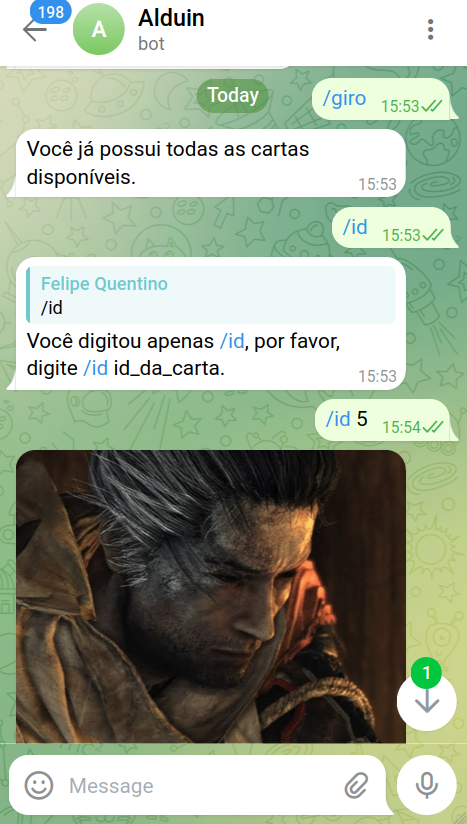 198
A
Alduin
bot
Today
/giro 15:53
Você já possui todas as cartas
disponíveis.
15:53
/id 15:53
Felipe Quentino
/id
Você digitou apenas /id, por favor,
digite /id id_da_carta.
15:53
/id 5 15:54
1
Message